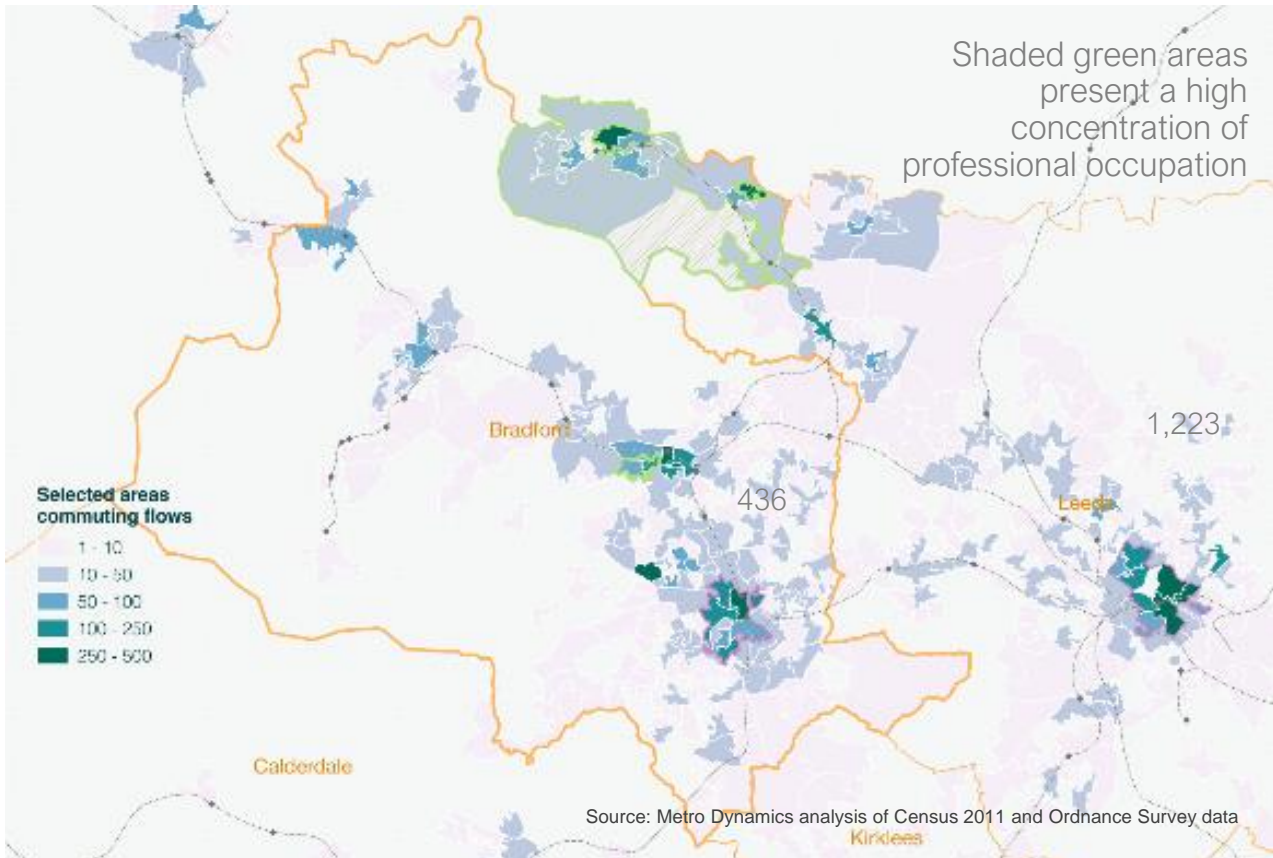 Shaded green areas
present a high
concentration of
professional occupation
1,223
Bradford
436
Leeds
Selected areas
commuting flows
1 - 10
10 - 50
50 - 100
100 - 250
250 - 500
Calderdale
Source: Metro Dynamics analysis of Census 2011 and Ordnance Survey data
Kirklees